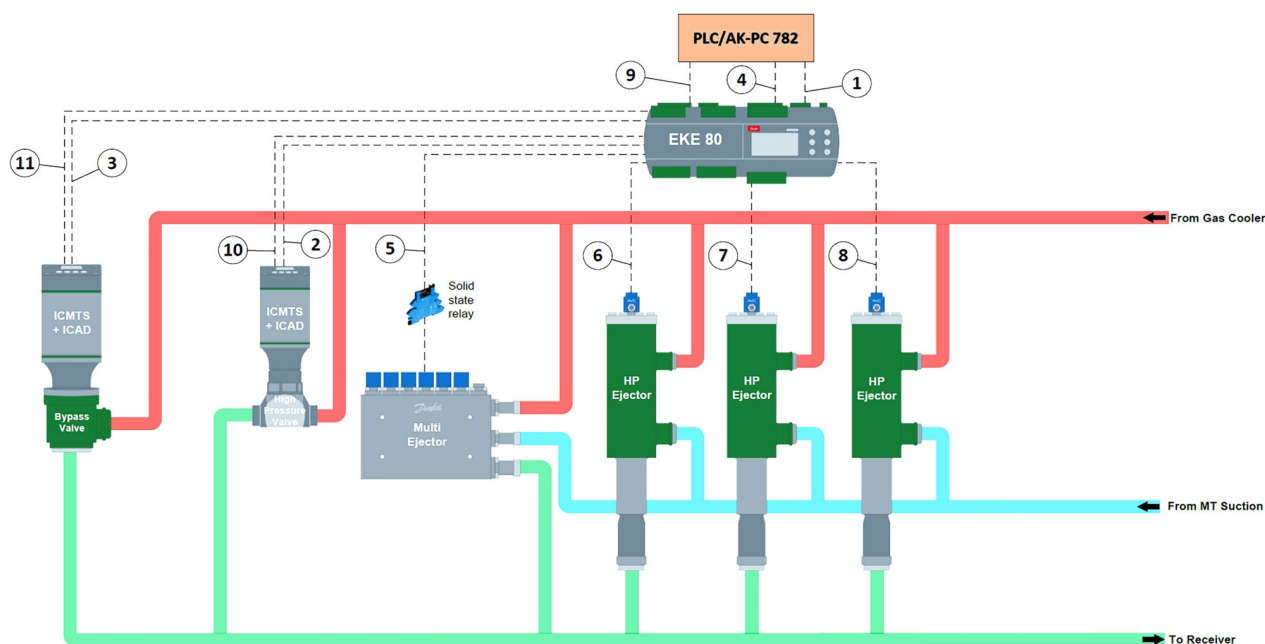 PLC/AK-PC 782
9
4
1
EKE 80
11
3
10
2
5
6
7
8
From Gas Cooler
Solid
state
relay
ICMTS
+ ICAD
ICMTS
+ ICAD
Bypass
Valve
High
Pressure
Valve
Danfoss
Multi
Ejector
HP
Ejector
HP
Ejector
HP
Ejector
From MT Suction
To Receiver